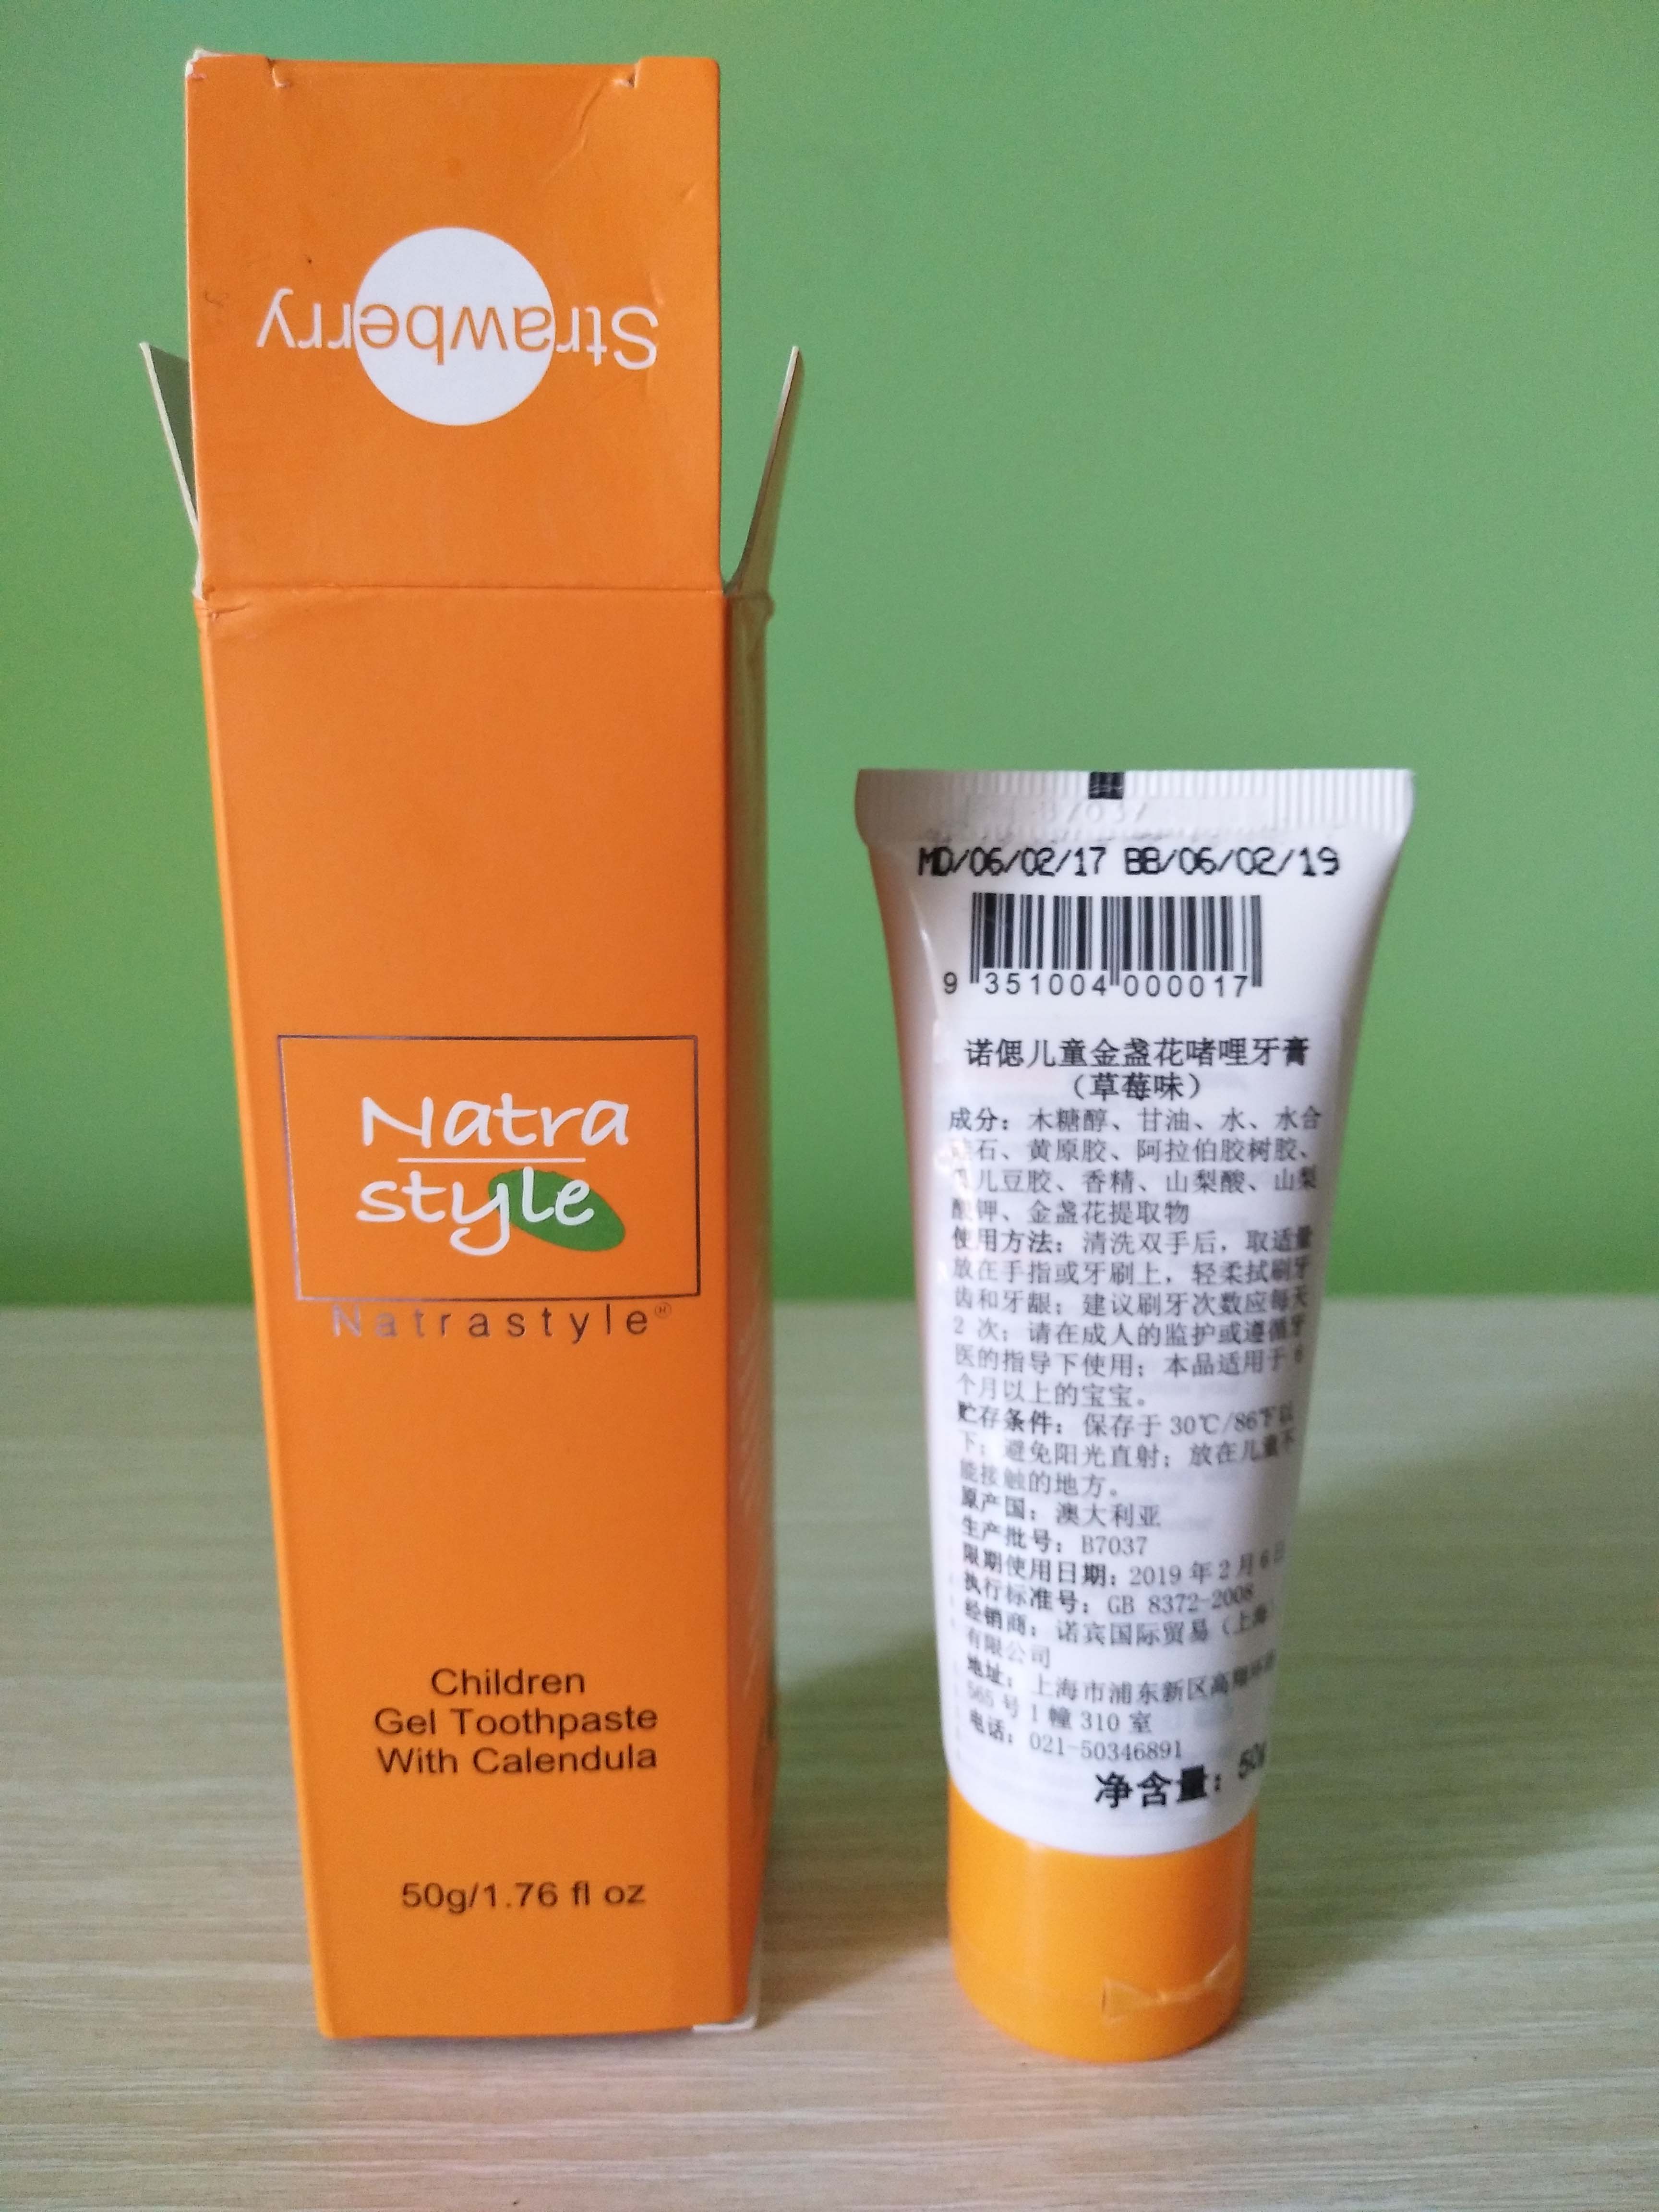 Strawberry
Natra
style
Natrastyle®
Children
Gel Toothpaste
With Calendula
50g/1.76 fl oz
MD/06/02/17 BB/06/02/19
9 351004 000017
诺偲儿童金盏花啫哩牙膏
（草莓味）
成分：木糖醇、甘油、水、水合
硅石、黄原胶、阿拉伯胶树胶、
瓜儿豆胶、香精、山梨酸、山梨
酸钾、金盏花提取物
使用方法：清洗双手后，取适量
放在手指或牙刷上，轻柔拭刷牙
齿和牙龈；建议刷牙次数应每天
2 次；请在成人的监护或遵循牙
医的指导下使用；本品适用于 6
个月以上的宝宝。
贮存条件：保存于 30℃/86℉以
下；避免阳光直射；放在儿童不
能接触的地方。
原产国：澳大利亚
生产批号：B7037
限期使用日期：2019 年 2 月 6 日
执行标准号：GB 8372-2008
经销商：诺宾国际贸易（上海
有限公司
地址：上海市浦东新区高翔环路
565 号 1 幢 310 室
电话：021-50346891
净含量：50g